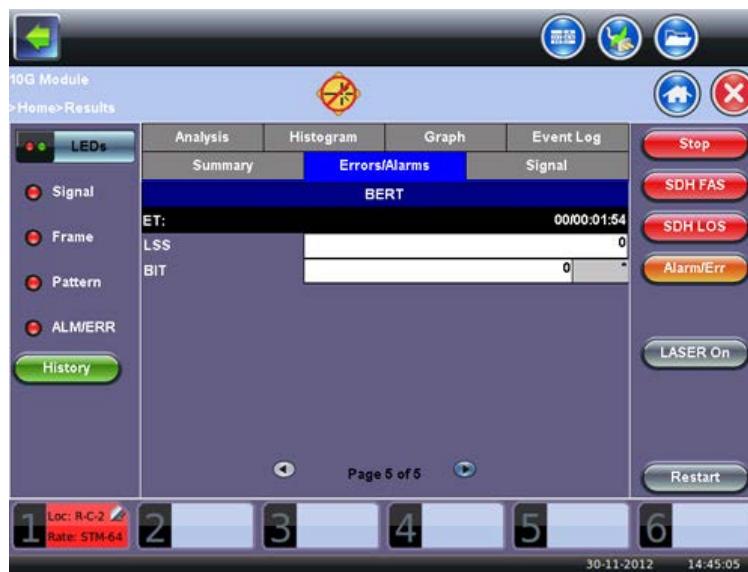 10G Module
>Home>Results
LEDs
Signal
Frame
Pattern
ALM/ERR
History
Analysis Histogram Graph Event Log
Summary Errors/Alarms Signal
BERT
ET: 00/00:01:54
LSS 0
BIT 0
Page 5 of 5
Stop
SDH FAS
SDH LOS
Alarm/Err
LASER On
Restart
1 Loc: R-C-2
Rate: STM-64
2 3 4 5 6
30-11-2012 14:45:05